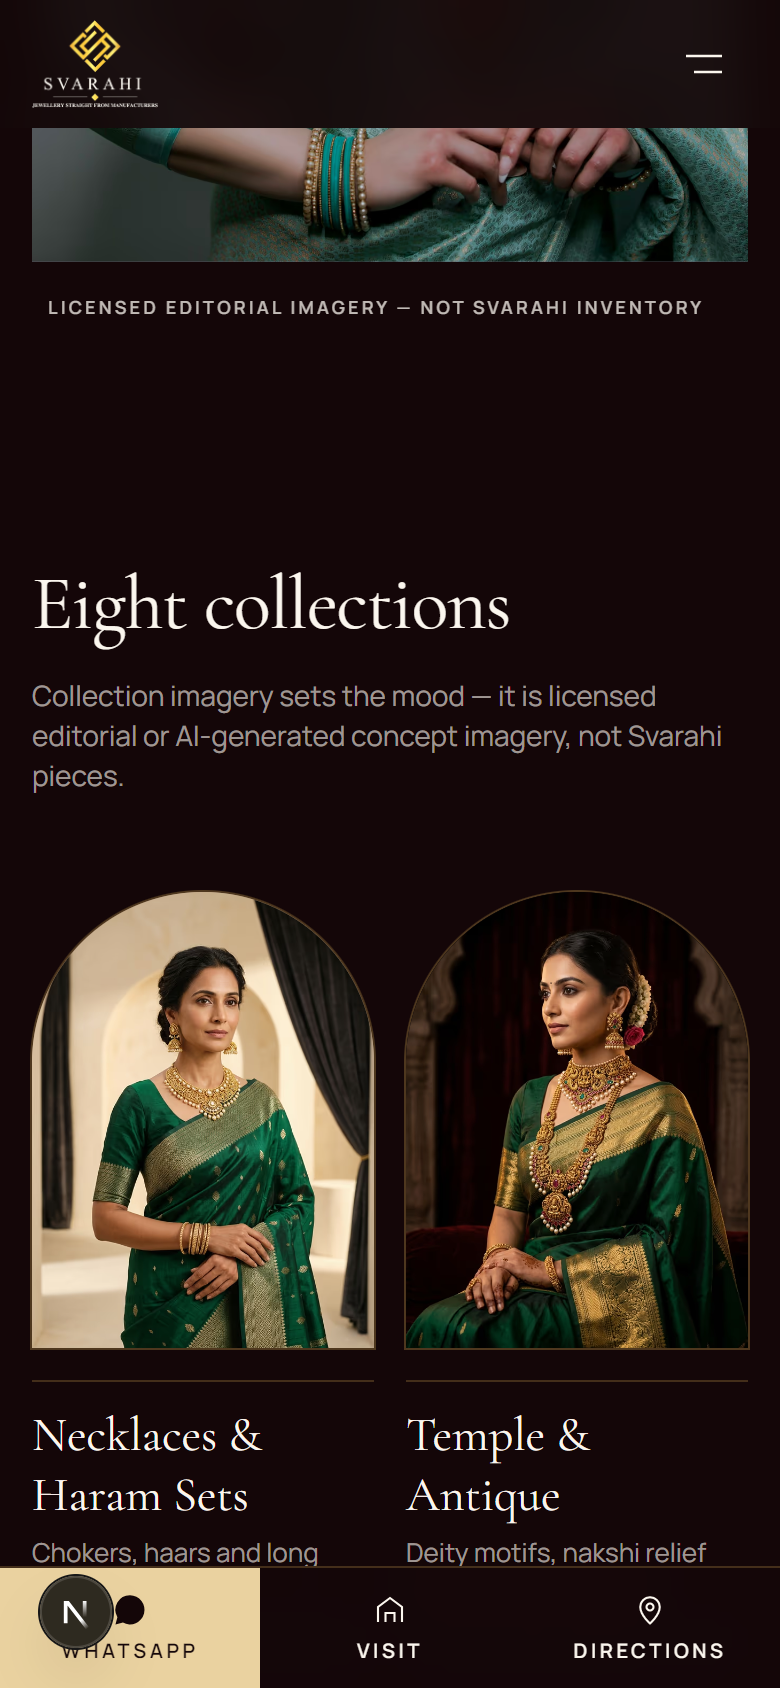 SVARAHI
JEWELLERY STRAIGHT FROM MANUFACTURERS
LICENSED EDITORIAL IMAGERY — NOT SVARAHI INVENTORY
Eight collections
Collection imagery sets the mood — it is licensed
editorial or AI-generated concept imagery, not Svarahi
pieces.
Necklaces &
Haram Sets
Chokers, haars and long
Temple &
Antique
Deity motifs, nakshi relief
N
WHATSAPP
VISIT
DIRECTIONS